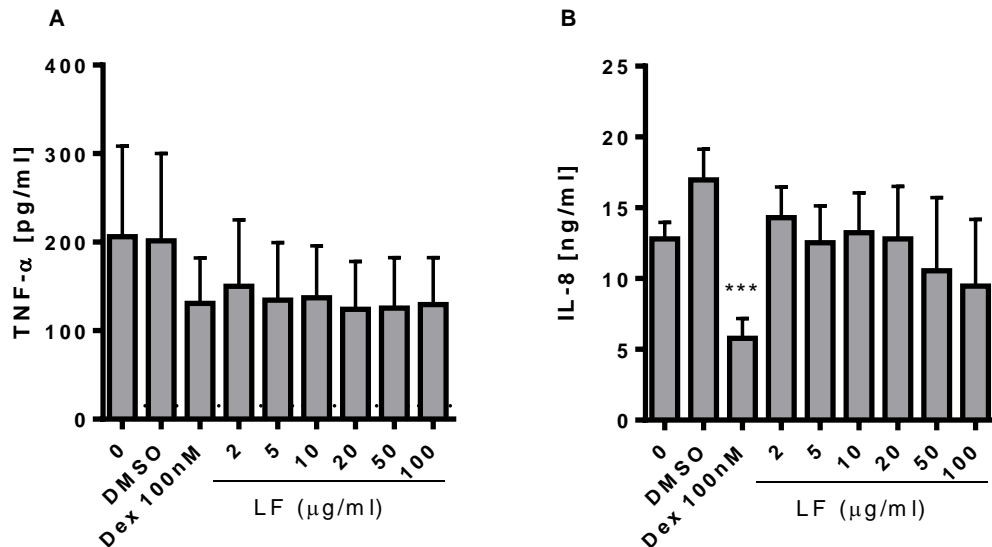 A
TNF-α [pg/ml]
400
300
200
100
0
0 DMSO Dex 100nM 2 5 10 20 50 100
LF (μg/ml)
B
IL-8 [ng/ml]
25
20
15
10
5
0
***
0 DMSO Dex 100nM 2 5 10 20 50 100
LF (μg/ml)